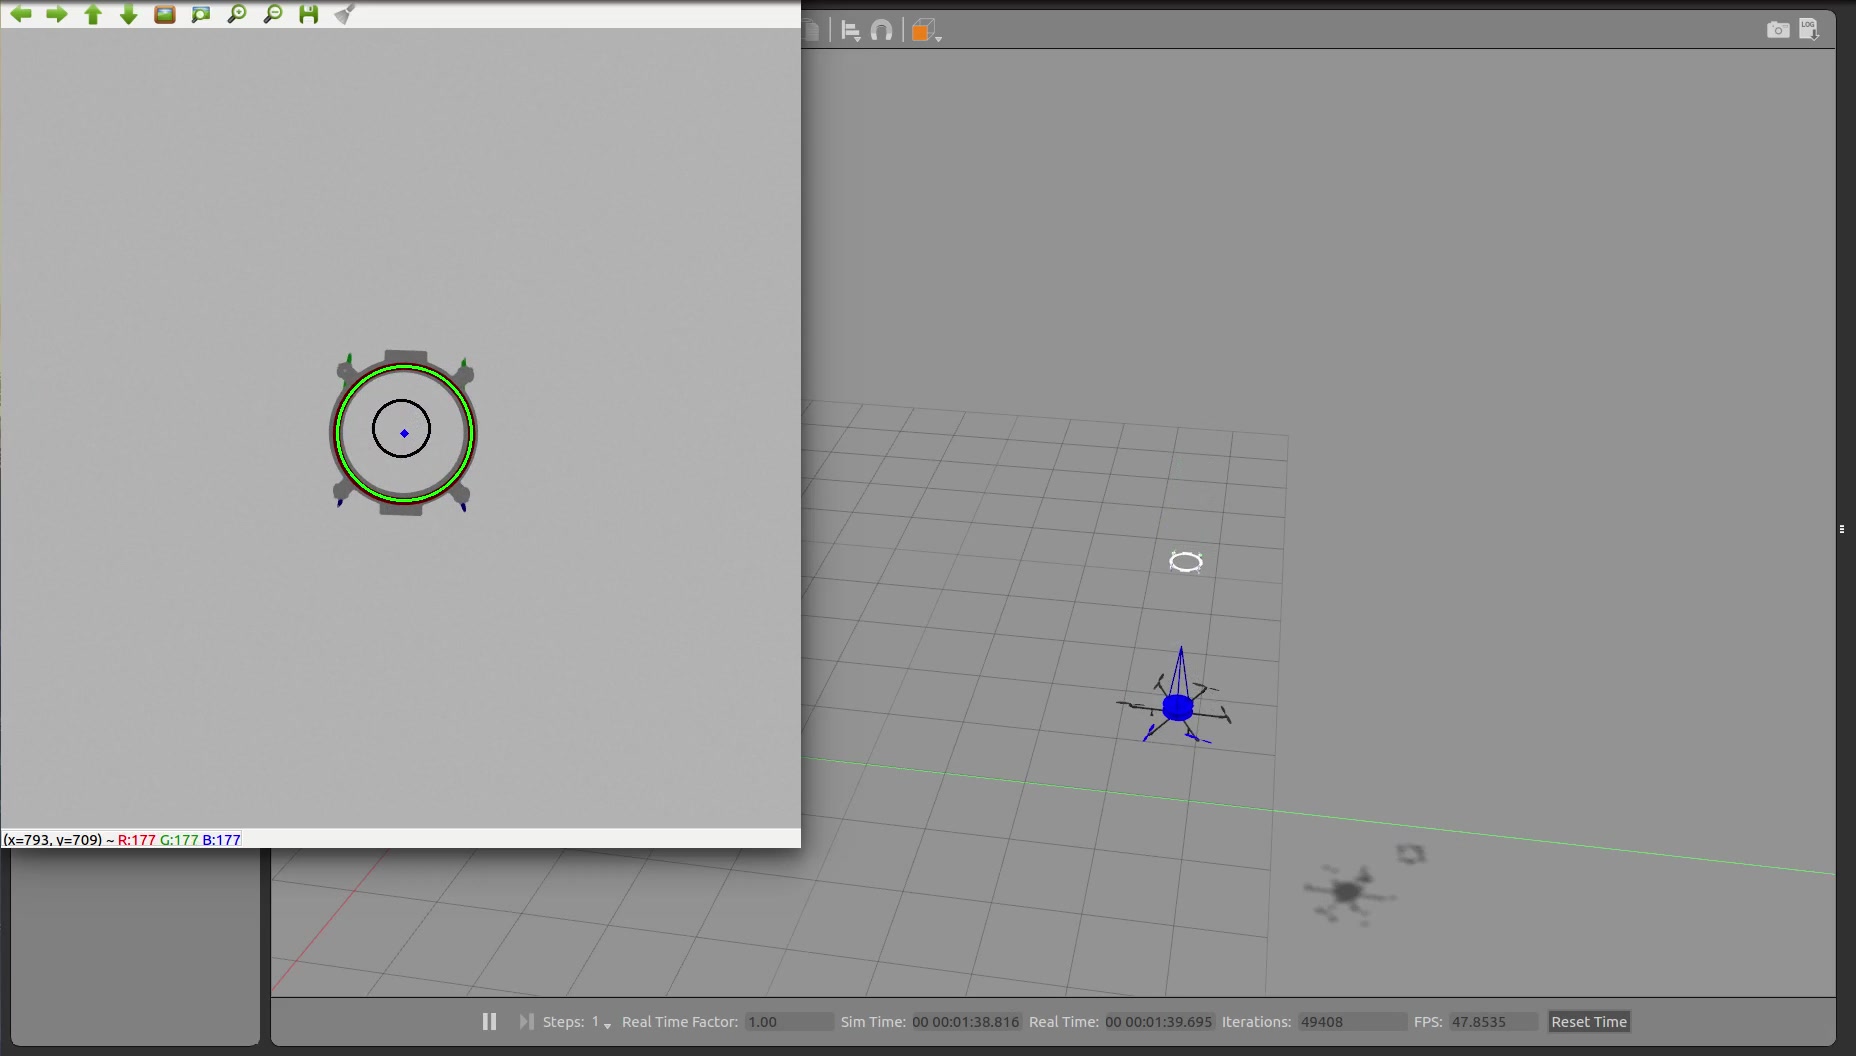 LOG
(x=793, y=709) ~ R:177 G:177 B:177
Steps: 1 Real Time Factor: 1.00 Sim Time: 00 00:01:38.816 Real Time: 00 00:01:39.695 Iterations: 49408 FPS: 47.8535 Reset Time